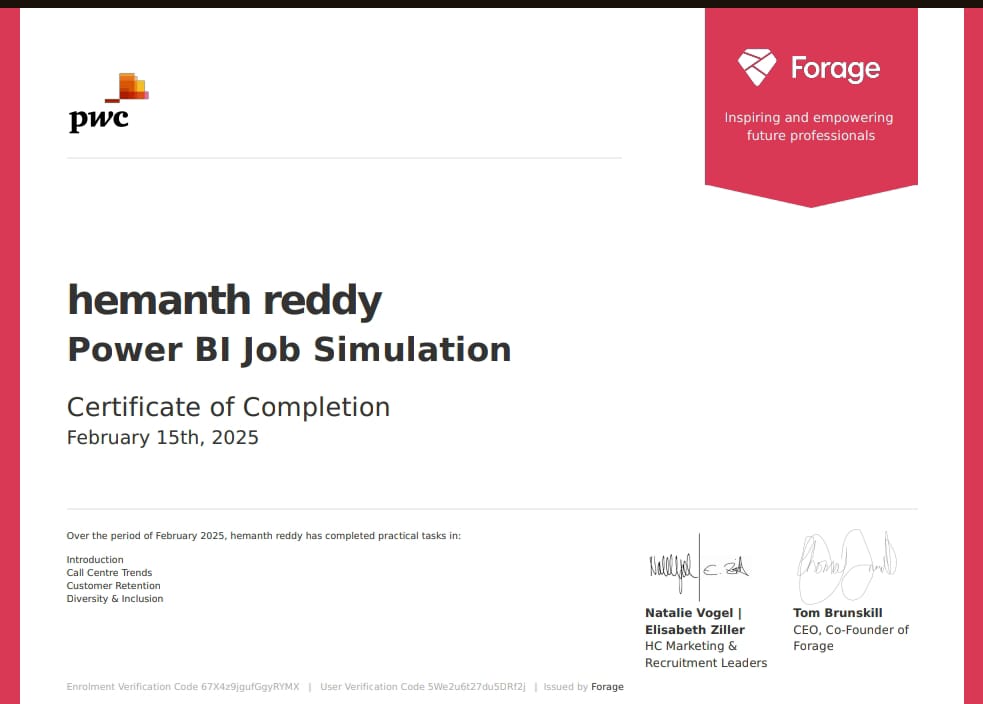 pwc
Forage
Inspiring and empowering
future professionals
hemanth reddy
Power BI Job Simulation
Certificate of Completion
February 15th, 2025
Over the period of February 2025, hemanth reddy has completed practical tasks in:
Introduction
Call Centre Trends
Customer Retention
Diversity & Inclusion
Natalie Vogel |
Elisabeth Ziller
HC Marketing &
Recruitment Leaders
Tom Brunskill
CEO, Co-Founder of
Forage
Enrolment Verification Code 67X4z9jgufGgyRYMX | User Verification Code 5We2u6t27du5DRf2j | Issued by Forage